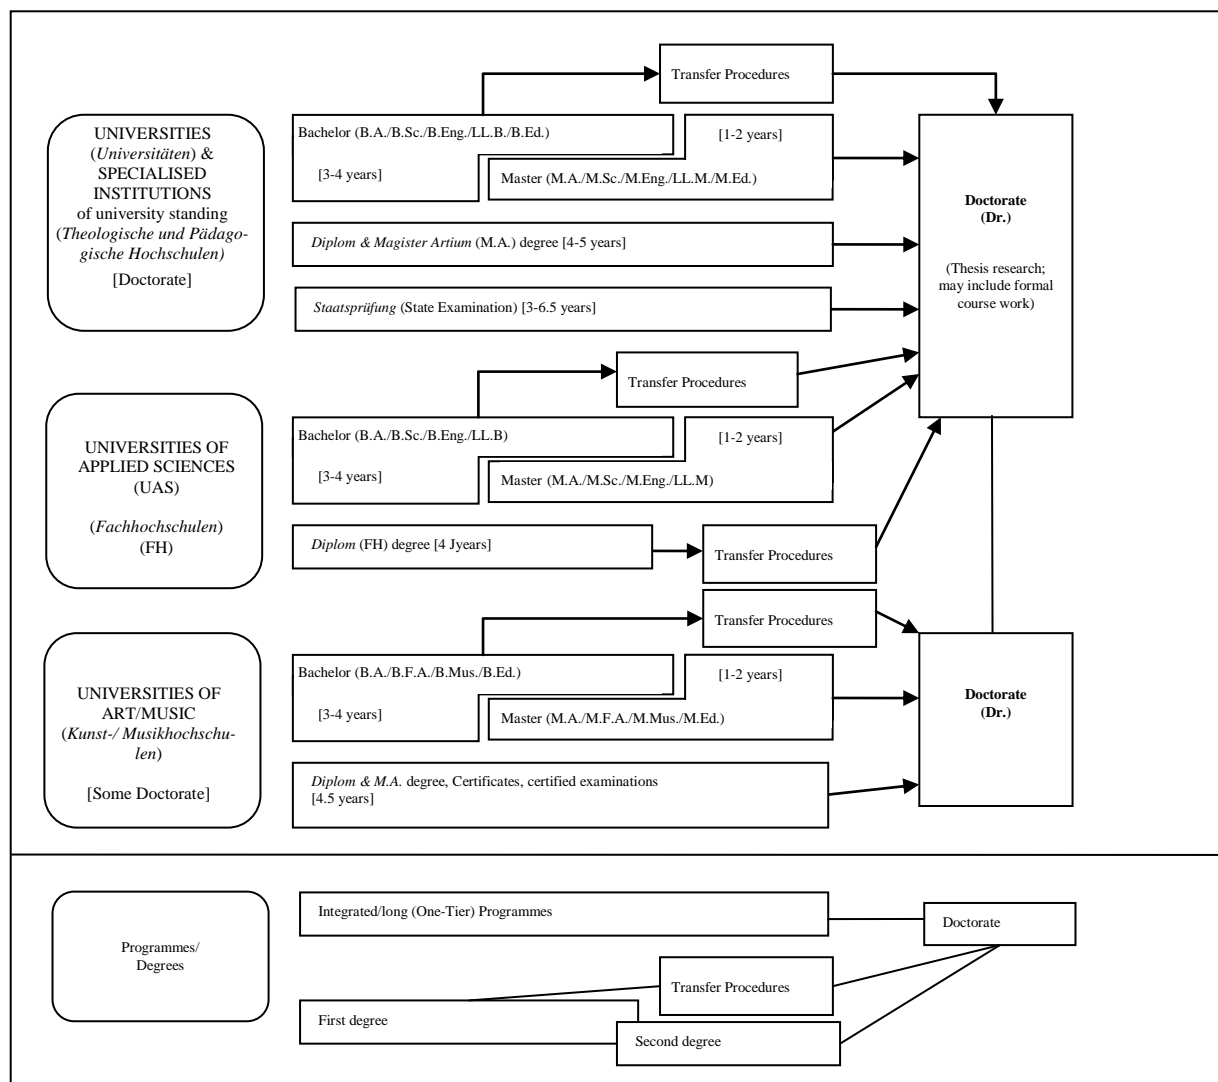 Transfer Procedures
UNIVERSITIES
(Universitäten) &
SPECIALISED
INSTITUTIONS
of university standing
(Theologische und Pädago-
gische Hochschulen)
[Doctorate]
Bachelor (B.A./B.Sc./B.Eng./LL.B./B.Ed.)
[3-4 years]
[1-2 years]
Master (M.A./M.Sc./M.Eng./LL.M./M.Ed.)
Diplom & Magister Artium (M.A.) degree [4-5 years]
Staatsprüfung (State Examination) [3-6.5 years]
Doctorate
(Dr.)
(Thesis research;
may include formal
course work)
Transfer Procedures
UNIVERSITIES OF
APPLIED SCIENCES
(UAS)
(Fachhochschulen)
(FH)
Bachelor (B.A./B.Sc./B.Eng./LL.B)
[3-4 years]
[1-2 years]
Master (M.A./M.Sc./M.Eng./LL.M)
Diplom (FH) degree [4 Jyears]
Transfer Procedures
Transfer Procedures
UNIVERSITIES OF
ART/MUSIC
(Kunst-/ Musikhochschu-
len)
[Some Doctorate]
Bachelor (B.A./B.F.A./B.Mus./B.Ed.)
[3-4 years]
[1-2 years]
Master (M.A./M.F.A./M.Mus./M.Ed.)
Diplom & M.A. degree, Certificates, certified examinations
[4.5 years]
Doctorate
(Dr.)
Programmes/
Degrees
Integrated/long (One-Tier) Programmes
Doctorate
Transfer Procedures
First degree
Second degree